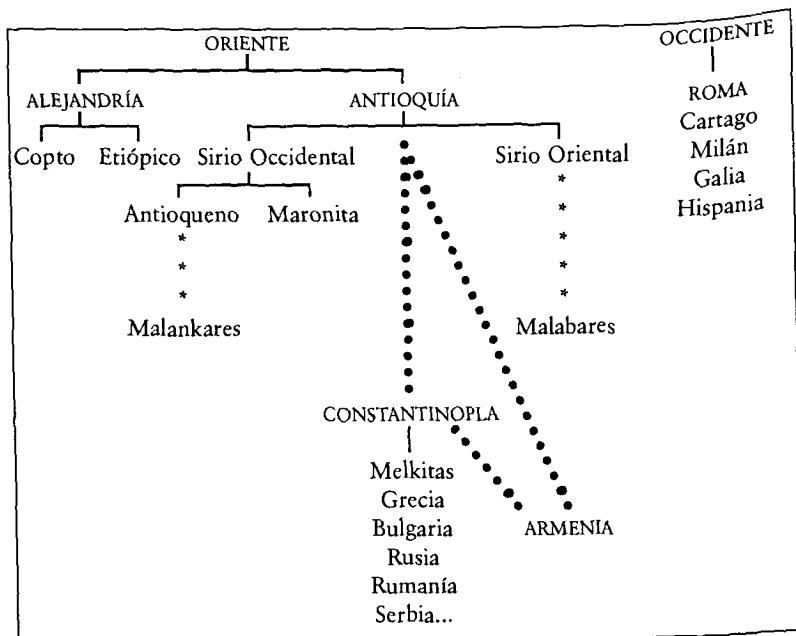 ORIENTE
OCCIDENTE
ALEJANDRÍA
ANTIOQUÍA
ROMA
Cartago
Milán
Galia
Hispania
Copto
Etiópico
Sirio Occidental
Sirio Oriental
*
*
*
*
*
Antioqueno
Maronita
*
*
*
Malankares
Malabares
CONSTANTINOPLA
Melkitas
Grecia
Bulgaria
Rusia
Rumanía
Serbia...
ARMENIA